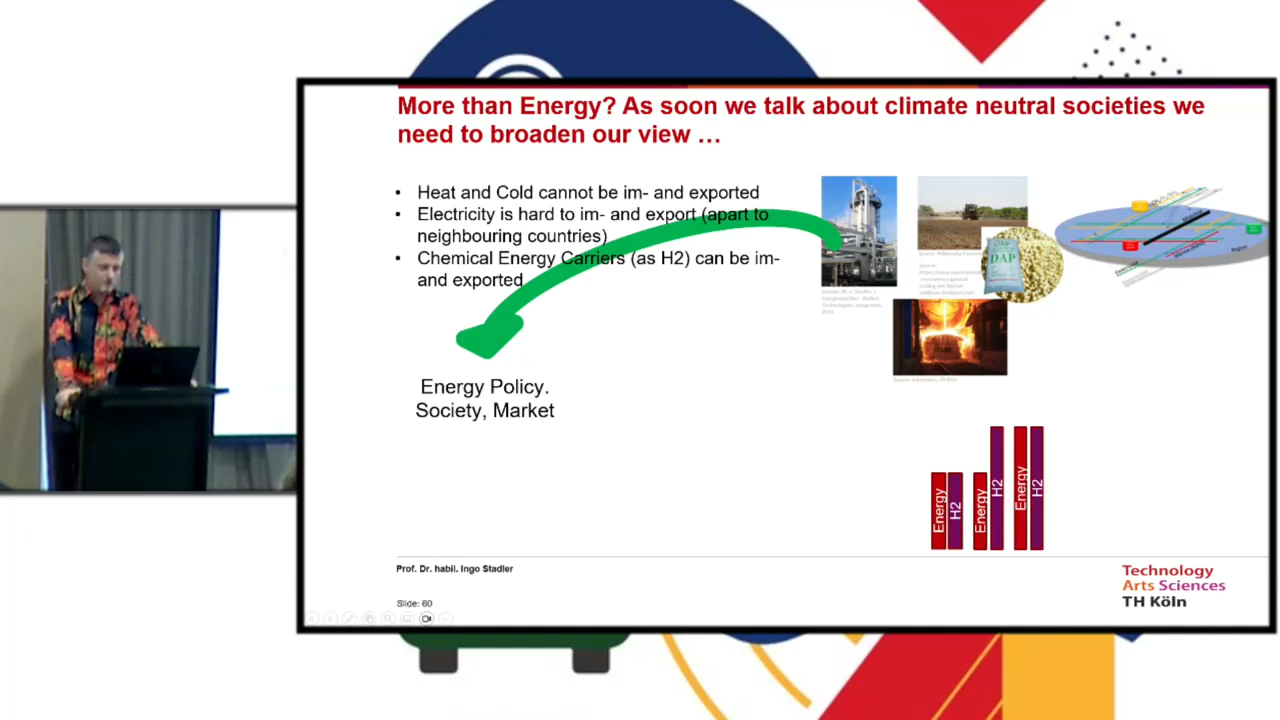 More than Energy? As soon we talk about climate neutral societies we
need to broaden our view …
• Heat and Cold cannot be im- and exported
• Electricity is hard to im- and export (apart to
neighbouring countries)
• Chemical Energy Carriers (as H2) can be im-
and exported
DAP
Energy Policy.
Society, Market
Energy
H2
Energy
H2
Energy
H2
Prof. Dr. habil. Ingo Stadler
Slide: 60
Technology
Arts Sciences
TH Köln